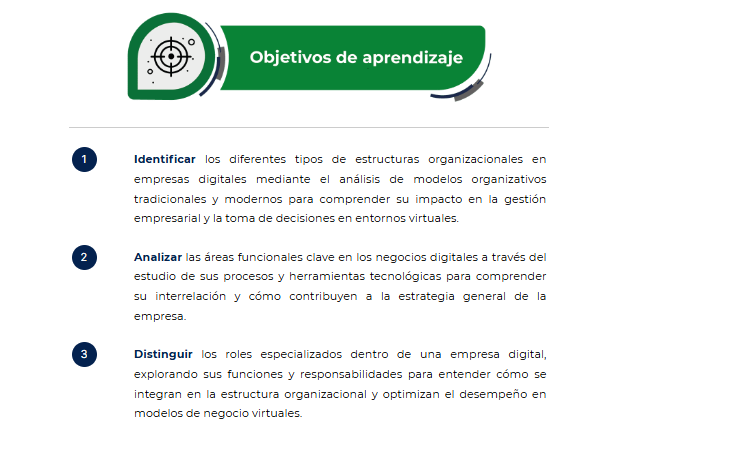 Objetivos de aprendizaje
1
Identificar los diferentes tipos de estructuras organizacionales en
empresas digitales mediante el análisis de modelos organizativos
tradicionales y modernos para comprender su impacto en la gestión
empresarial y la toma de decisiones en entornos virtuales.
2
Analizar las áreas funcionales clave en los negocios digitales a través del
estudio de sus procesos y herramientas tecnológicas para comprender
su interrelación y cómo contribuyen a la estrategia general de la
empresa.
3
Distinguir los roles especializados dentro de una empresa digital,
explorando sus funciones y responsabilidades para entender cómo se
integran en la estructura organizacional y optimizan el desempeño en
modelos de negocio virtuales.